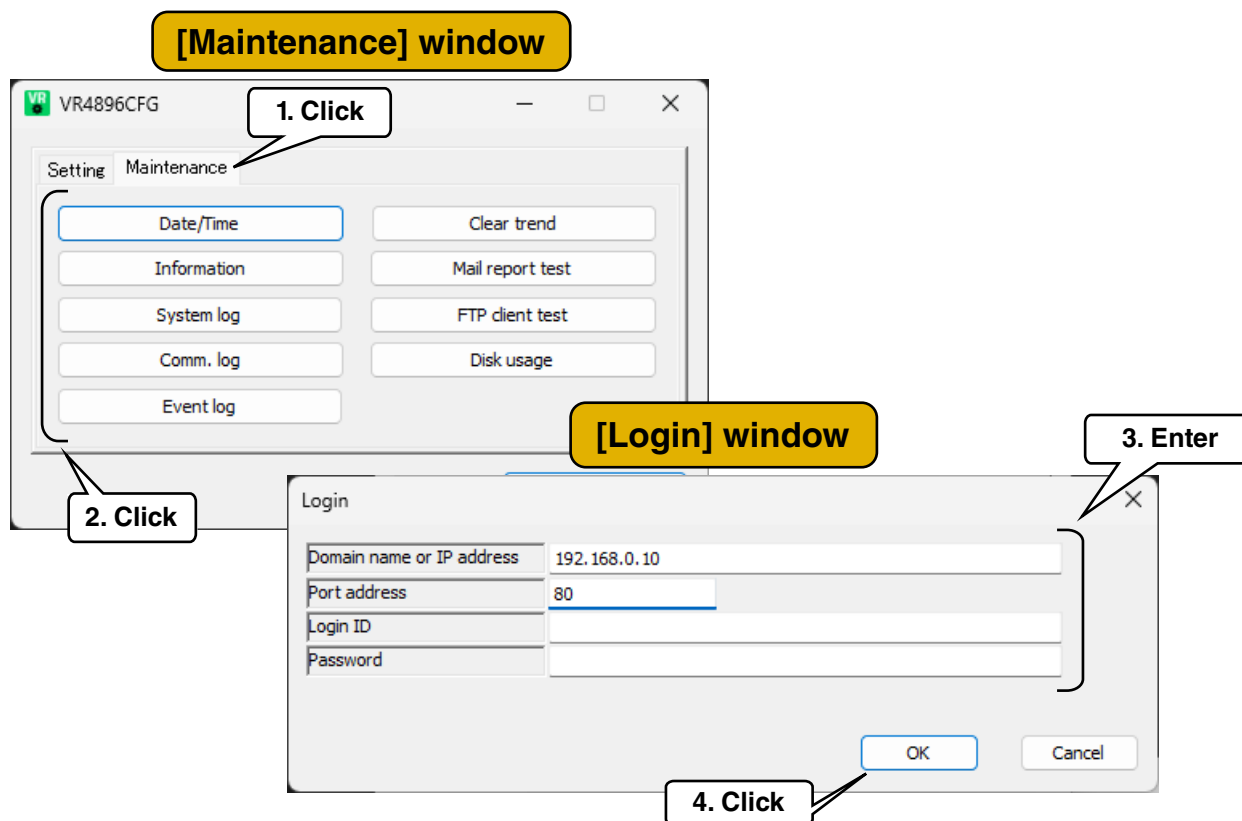 [Maintenance] window
VR4896CFG
1. Click
Setting Maintenance
Date/Time Clear trend
Information Mail report test
System log FTP client test
Comm. log Disk usage
Event log
[Login] window
3. Enter
2. Click
Login
Domain name or IP address 192.168.0.10
Port address 80
Login ID
Password
OK Cancel
4. Click